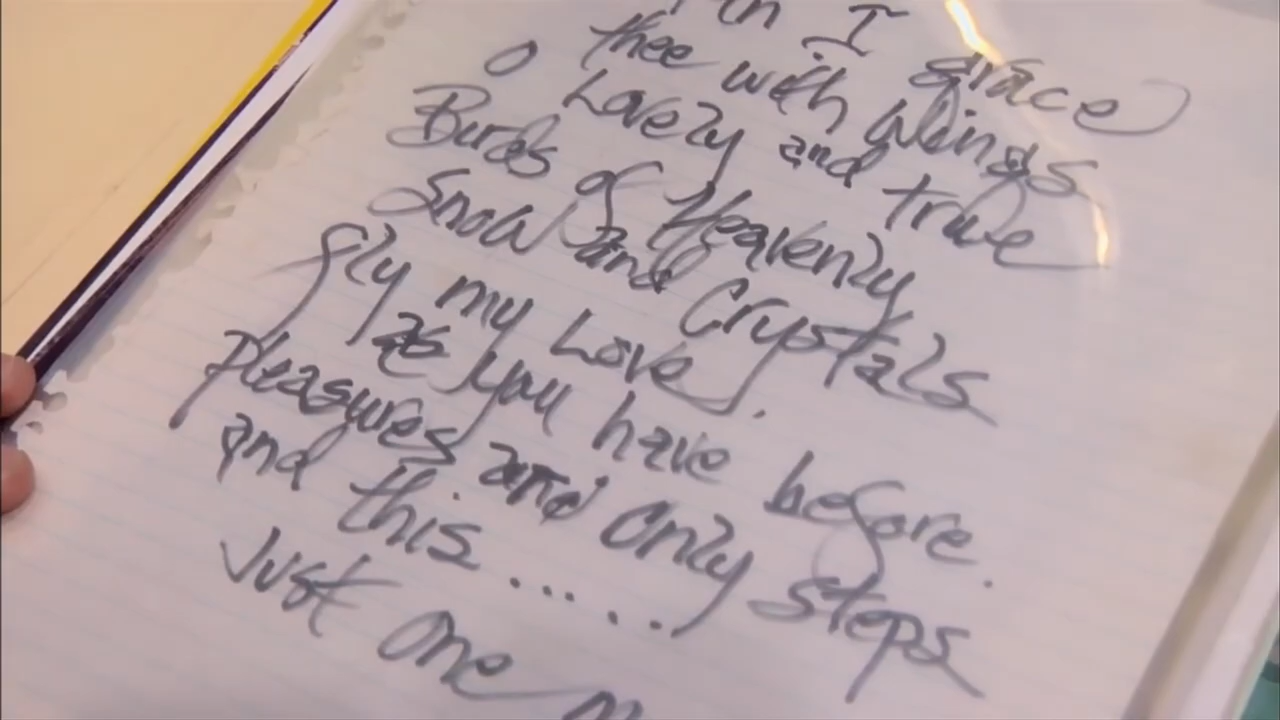 I grace
thee with Wings
O Lovely and true
Birds of Heavenly
Snow and Crystals
fly my Love.
as you have before.
pleasures and Only steps
and this......
Just One